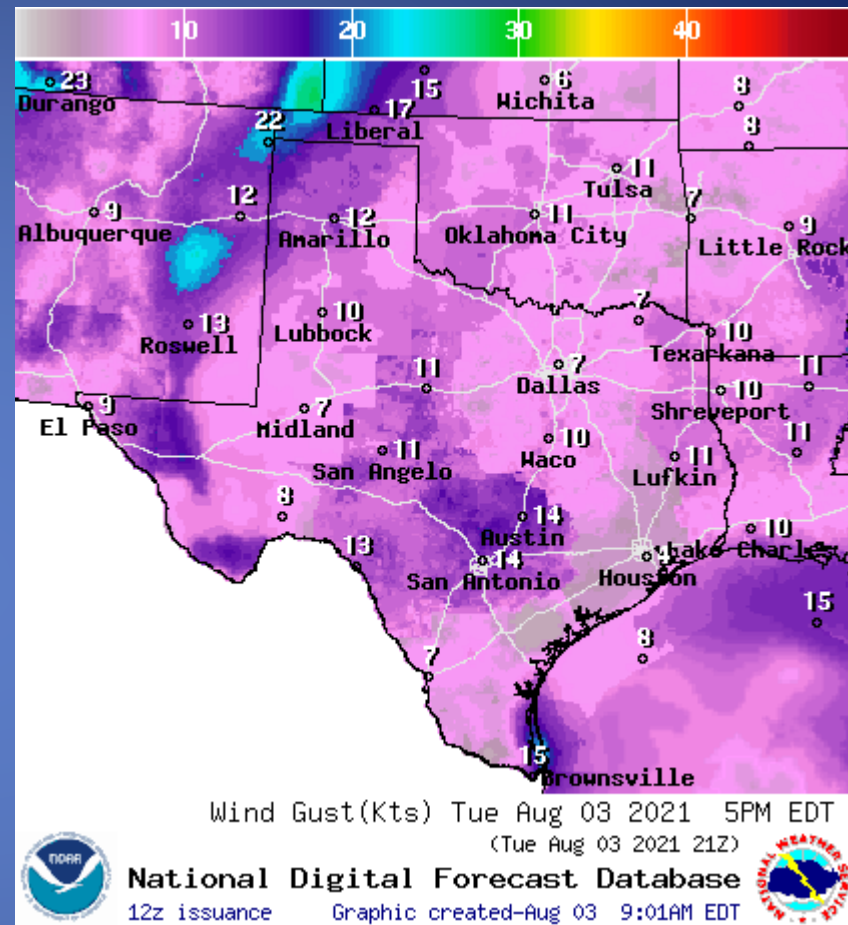 10 20 30 40
23
Durango
15
6
Wichita
8
17
Liberal
22
8
11
Tulsa
9
Albuquerque
12
12
Amarillo
11
Oklahoma City
7
9
Little Rock
13
Roswell
10
Lubbock
7
10
Texarkana
7
Dallas
11
10
Shreveport
11
9
El Paso
7
Midland
11
San Angelo
10
Waco
11
Lufkin
11
8
14
Austin
10
13
14
San Antonio
Houston
15
8
7
15
Brownsville
Wind Gust(Kts) Tue Aug 03 2021 5PM EDT
(Tue Aug 03 2021 21Z)
NOAA
National Digital Forecast Database
12z issuance Graphic created-Aug 03 9:01AM EDT
NATIONAL WEATHER SERVICE